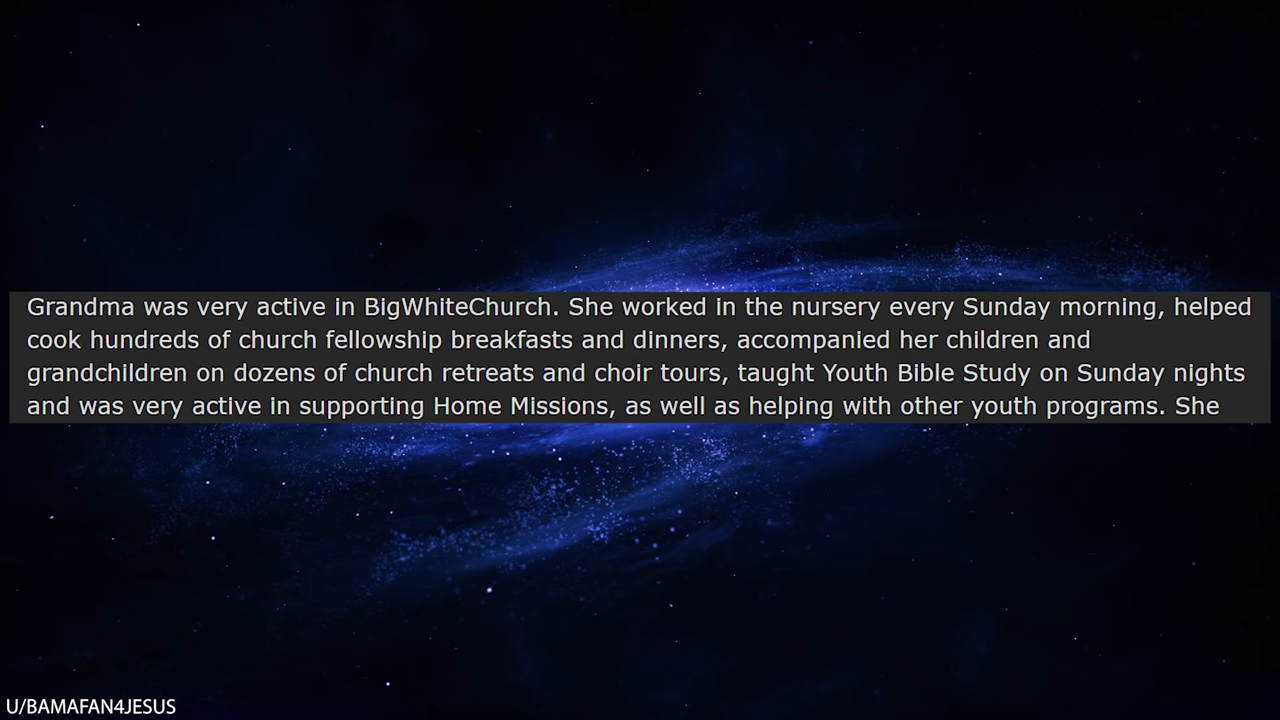 Grandma was very active in BigWhiteChurch. She worked in the nursery every Sunday morning, helped
cook hundreds of church fellowship breakfasts and dinners, accompanied her children and
grandchildren on dozens of church retreats and choir tours, taught Youth Bible Study on Sunday nights
and was very active in supporting Home Missions, as well as helping with other youth programs. She
U/BAMAFAN4JESUS